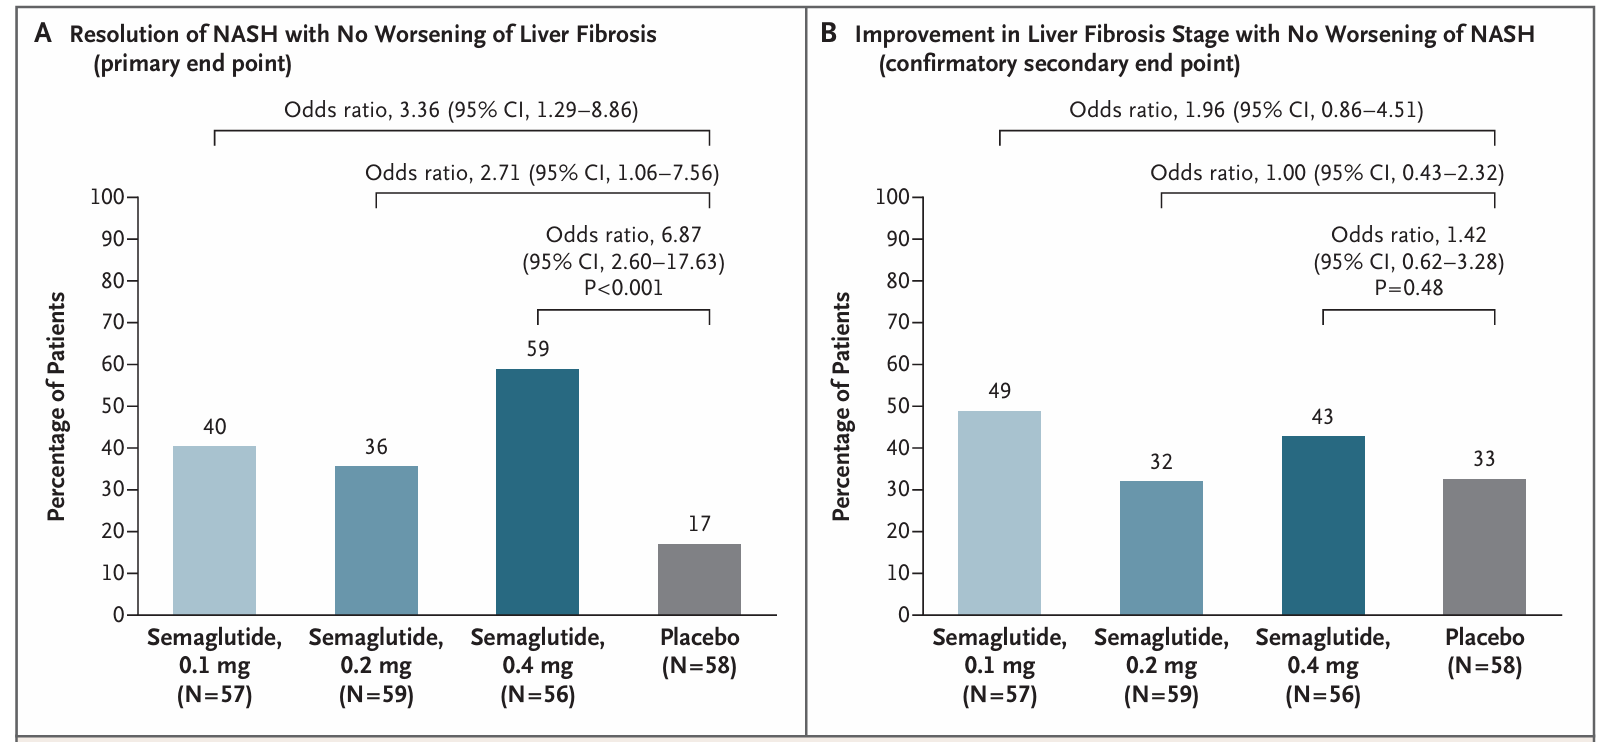 A Resolution of NASH with No Worsening of Liver Fibrosis
(primary end point)
Odds ratio, 3.36 (95% CI, 1.29–8.86)
Odds ratio, 2.71 (95% CI, 1.06–7.56)
Odds ratio, 6.87
(95% CI, 2.60–17.63)
P<0.001
Percentage of Patients
100
90
80
70
60
50
40
30
20
10
0
40
36
59
17
Semaglutide, 0.1 mg (N=57)
Semaglutide, 0.2 mg (N=59)
Semaglutide, 0.4 mg (N=56)
Placebo (N=58)
B Improvement in Liver Fibrosis Stage with No Worsening of NASH
(confirmatory secondary end point)
Odds ratio, 1.96 (95% CI, 0.86–4.51)
Odds ratio, 1.00 (95% CI, 0.43–2.32)
Odds ratio, 1.42
(95% CI, 0.62–3.28)
P=0.48
Percentage of Patients
100
90
80
70
60
50
40
30
20
10
0
49
32
43
33
Semaglutide, 0.1 mg (N=57)
Semaglutide, 0.2 mg (N=59)
Semaglutide, 0.4 mg (N=56)
Placebo (N=58)